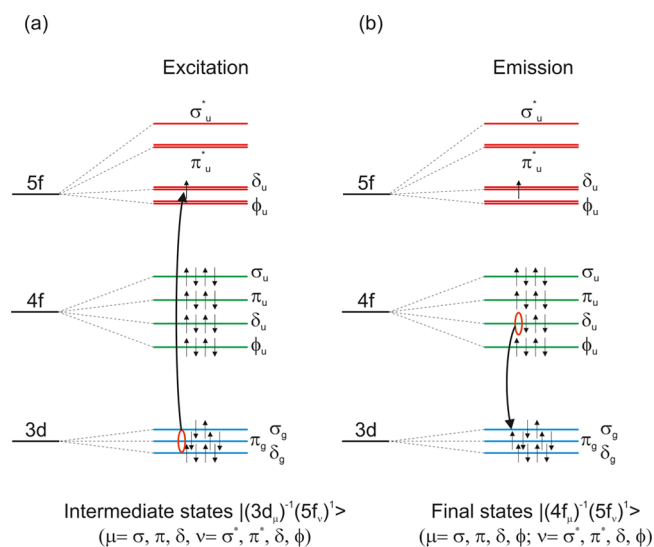 (a)
Excitation
σ*u
π*u
5f
δu
ϕu
σu
πu
4f
δu
ϕu
3d
σg
πg
δg
Intermediate states |(3dμ)-1(5fν)1>
(μ= σ, π, δ, ν= σ*, π*, δ, ϕ)
(b)
Emission
σ*u
π*u
5f
δu
ϕu
σu
πu
4f
δu
ϕu
3d
σg
πg
δg
Final states |(4fμ)-1(5fν)1>
(μ= σ, π, δ, ϕ; ν= σ*, π*, δ, ϕ)